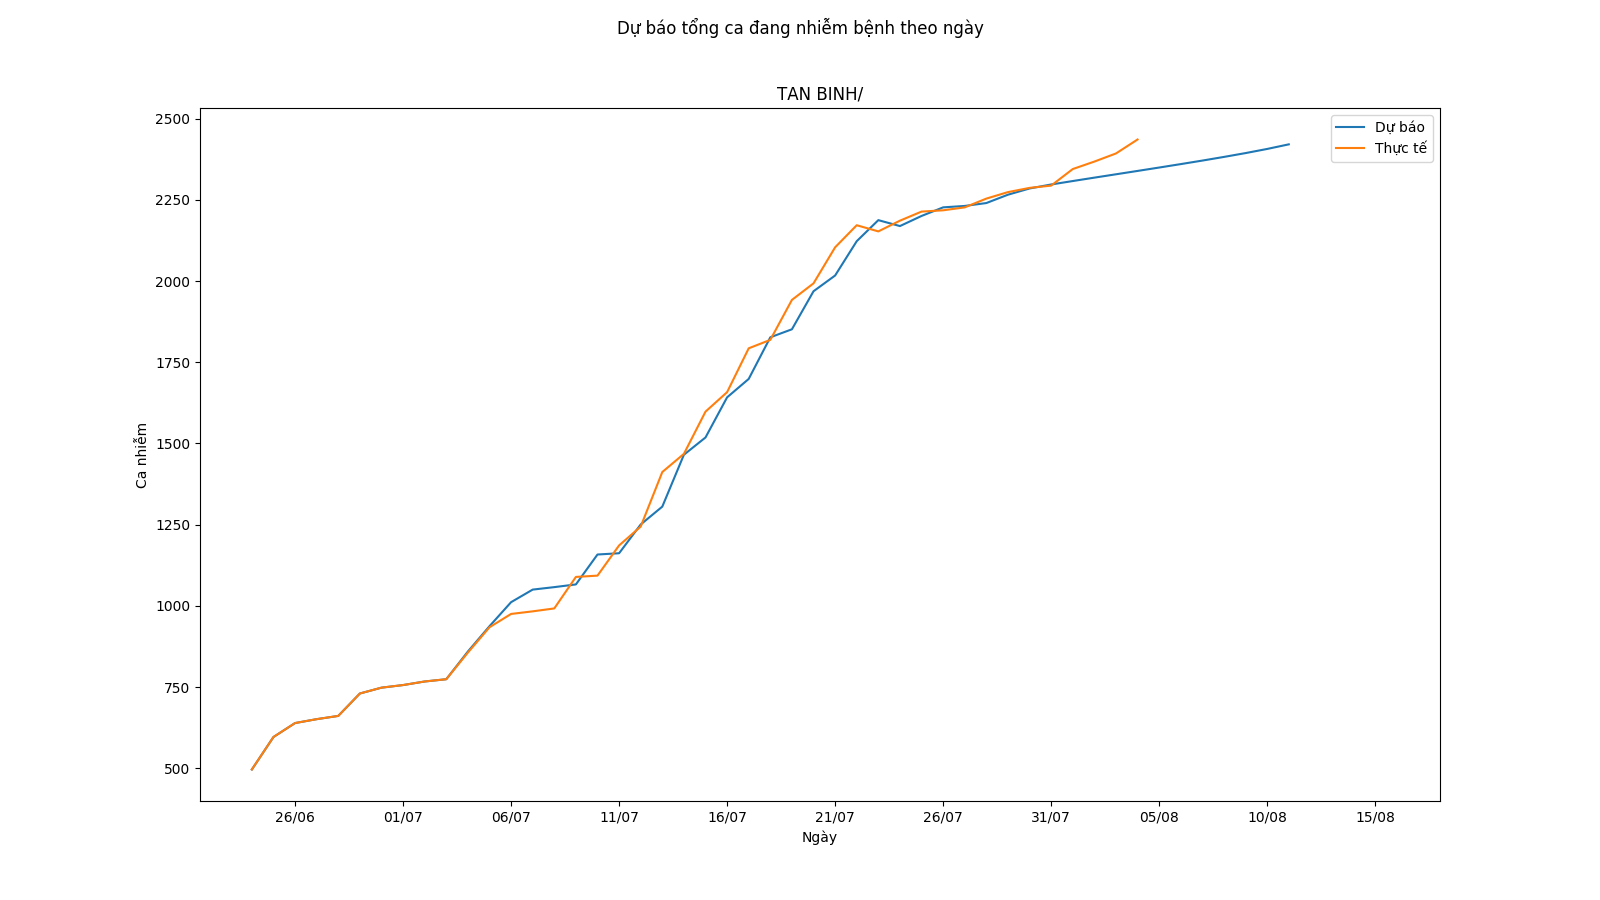 Dự báo tổng ca đang nhiễm bệnh theo ngày
TAN BINH/
Dự báo
Thực tế
Ca nhiễm
2500
2250
2000
1750
1500
1250
1000
750
500
26/06 01/07 06/07 11/07 16/07 21/07 26/07 31/07 05/08 10/08 15/08
Ngày